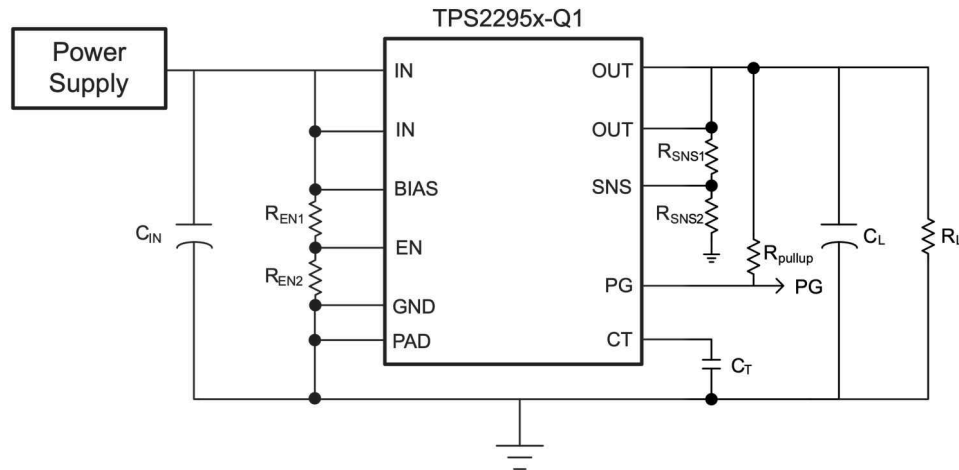 TPS2295x-Q1
Power
Supply
IN
IN
BIAS
EN
GND
PAD
OUT
OUT
SNS
PG
CT
C_IN
R_EN1
R_EN2
R_SNS1
R_SNS2
R_pullup
PG
C_T
C_L
R_L